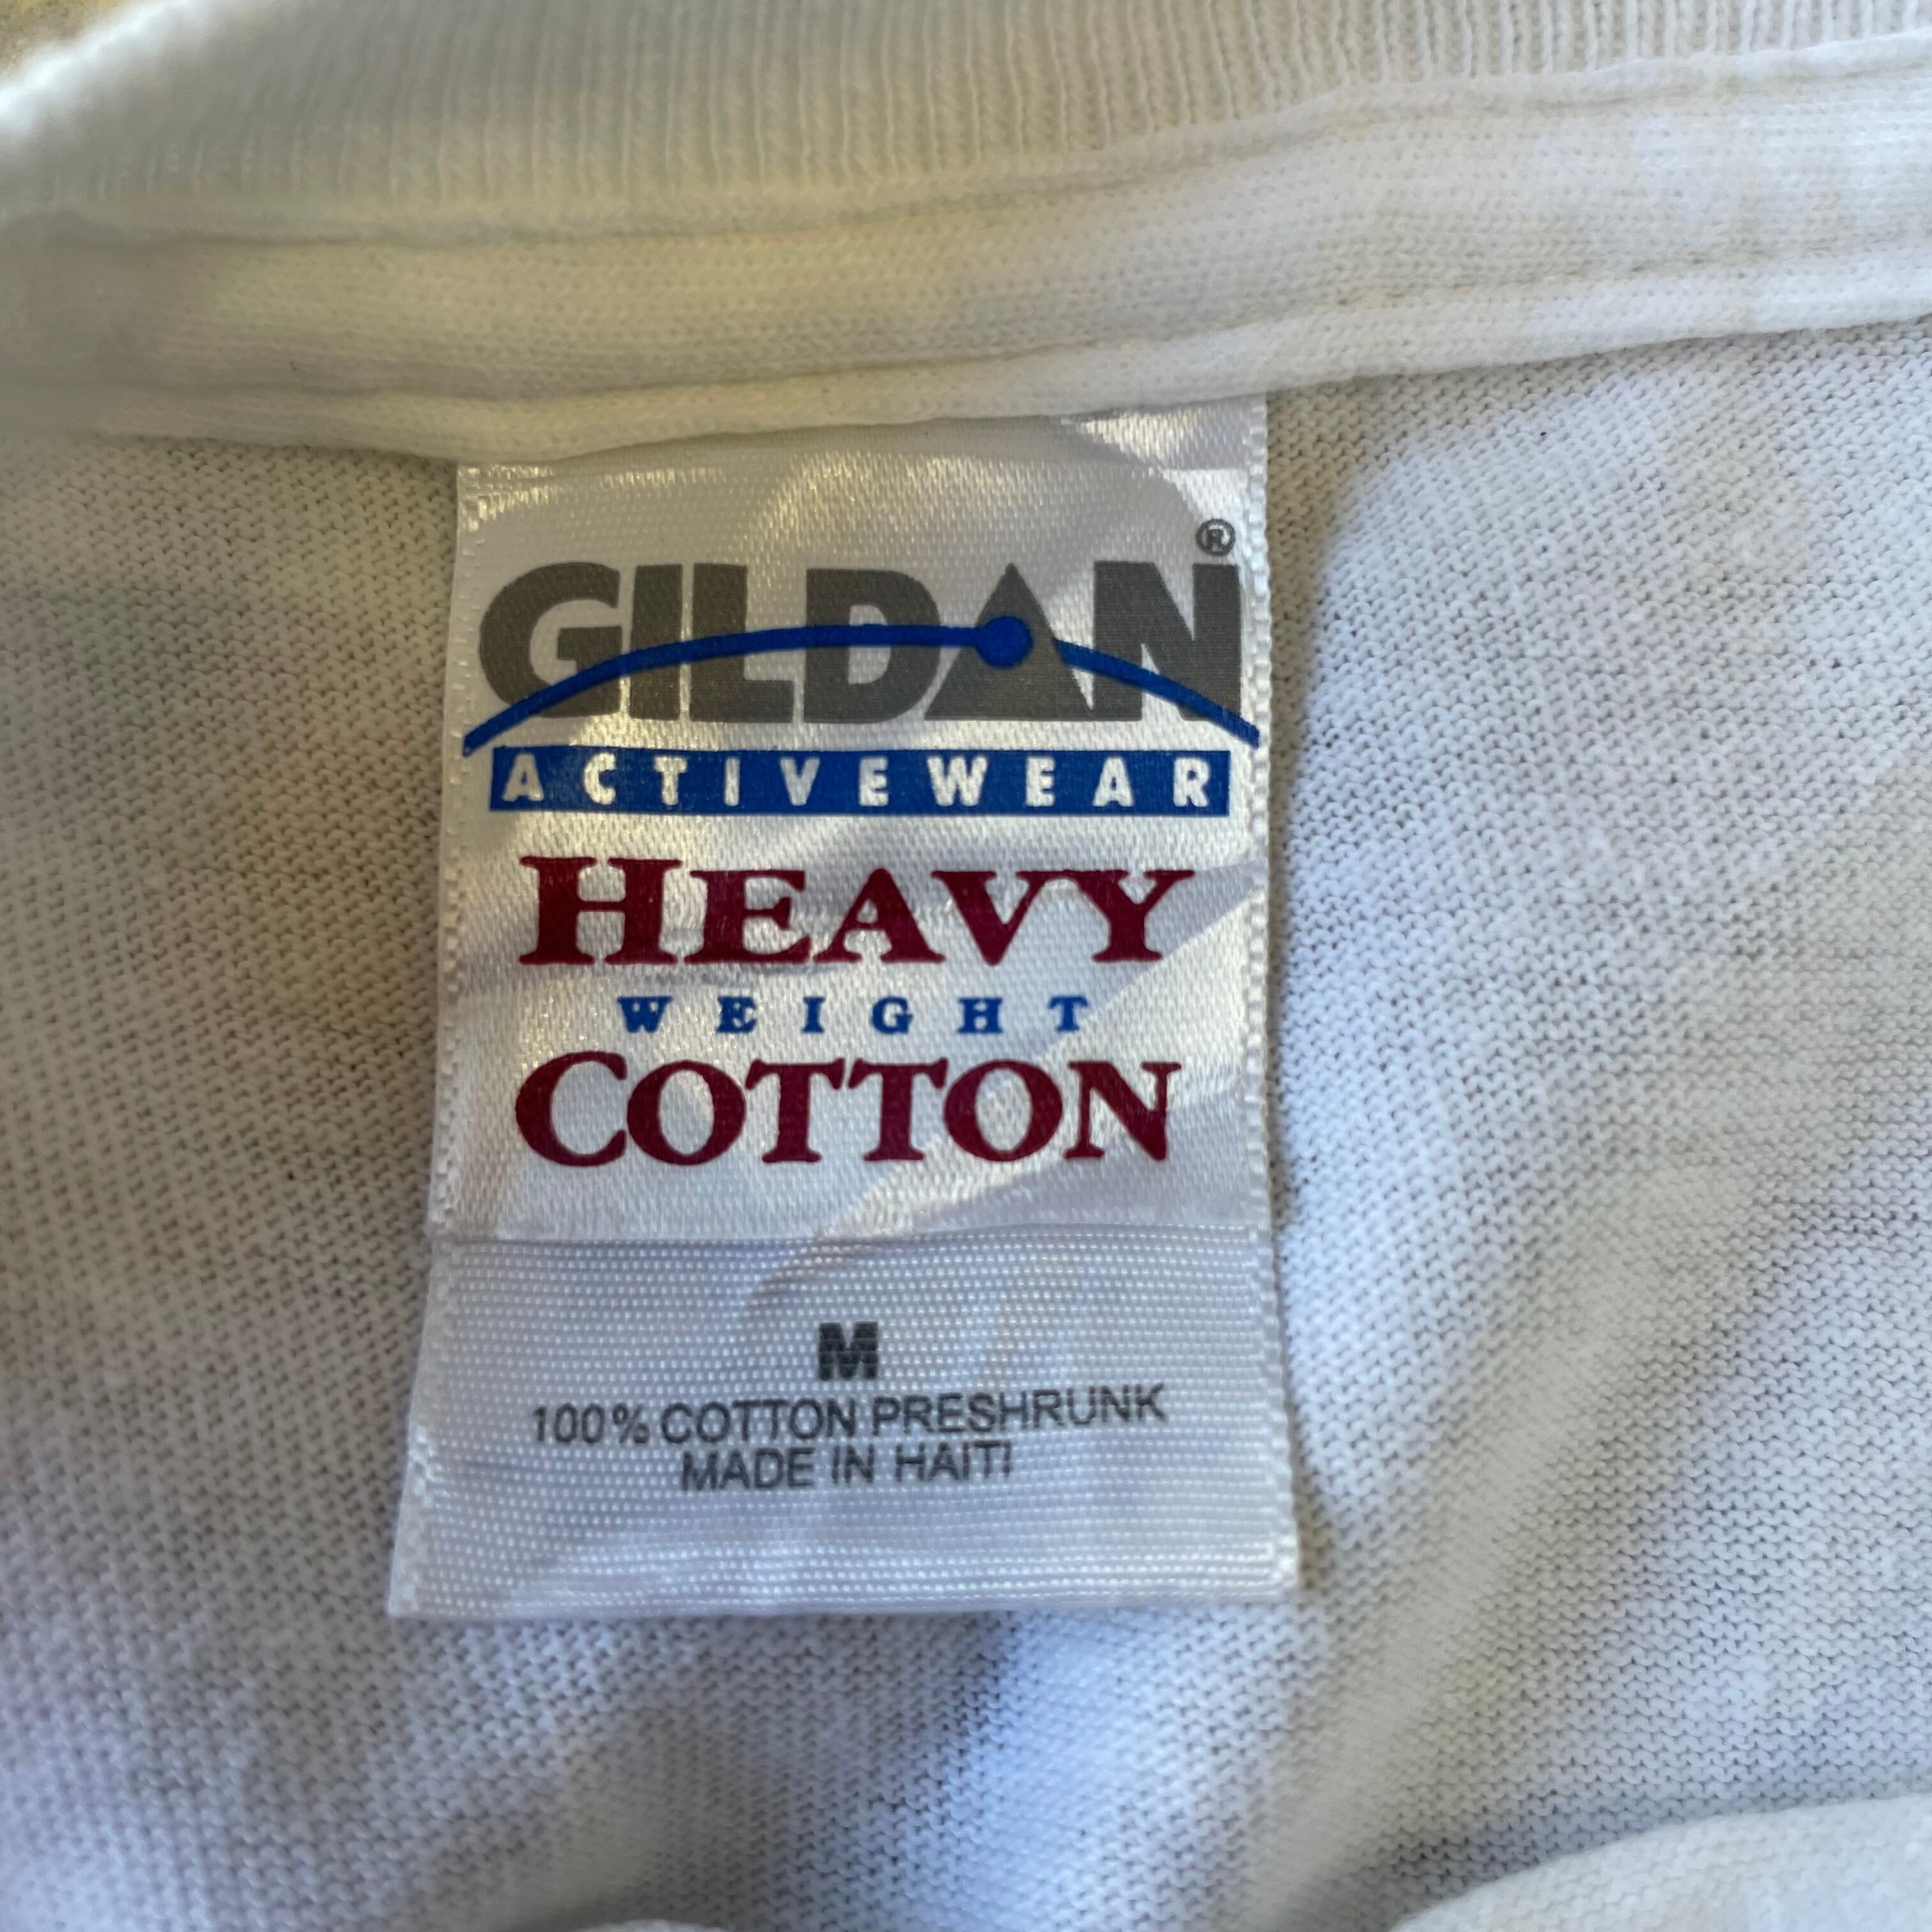 GILDAN®
ACTIVEWEAR
HEAVY
WEIGHT
COTTON
M
100% COTTON PRESHRUNK
MADE IN HAITI